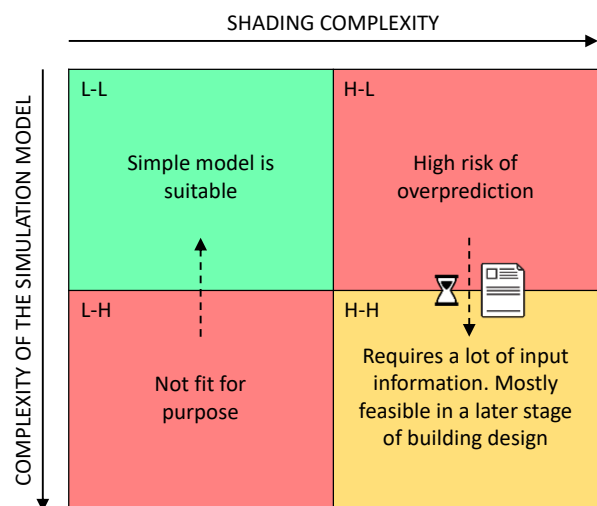 SHADING COMPLEXITY
COMPLEXITY OF THE SIMULATION MODEL
L-L
Simple model is
suitable
H-L
High risk of
overprediction
L-H
Not fit for
purpose
H-H
Requires a lot of input
information. Mostly
feasible in a later stage
of building design